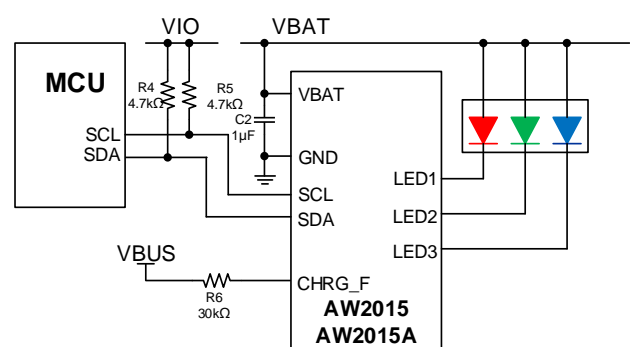 VIO
VBAT
MCU
R4
4.7kΩ
R5
4.7kΩ
VBAT
C2
1μF
SCL
SDA
GND
SCL
SDA
LED1
LED2
LED3
VBUS
R6
30kΩ
CHRG_F
AW2015
AW2015A